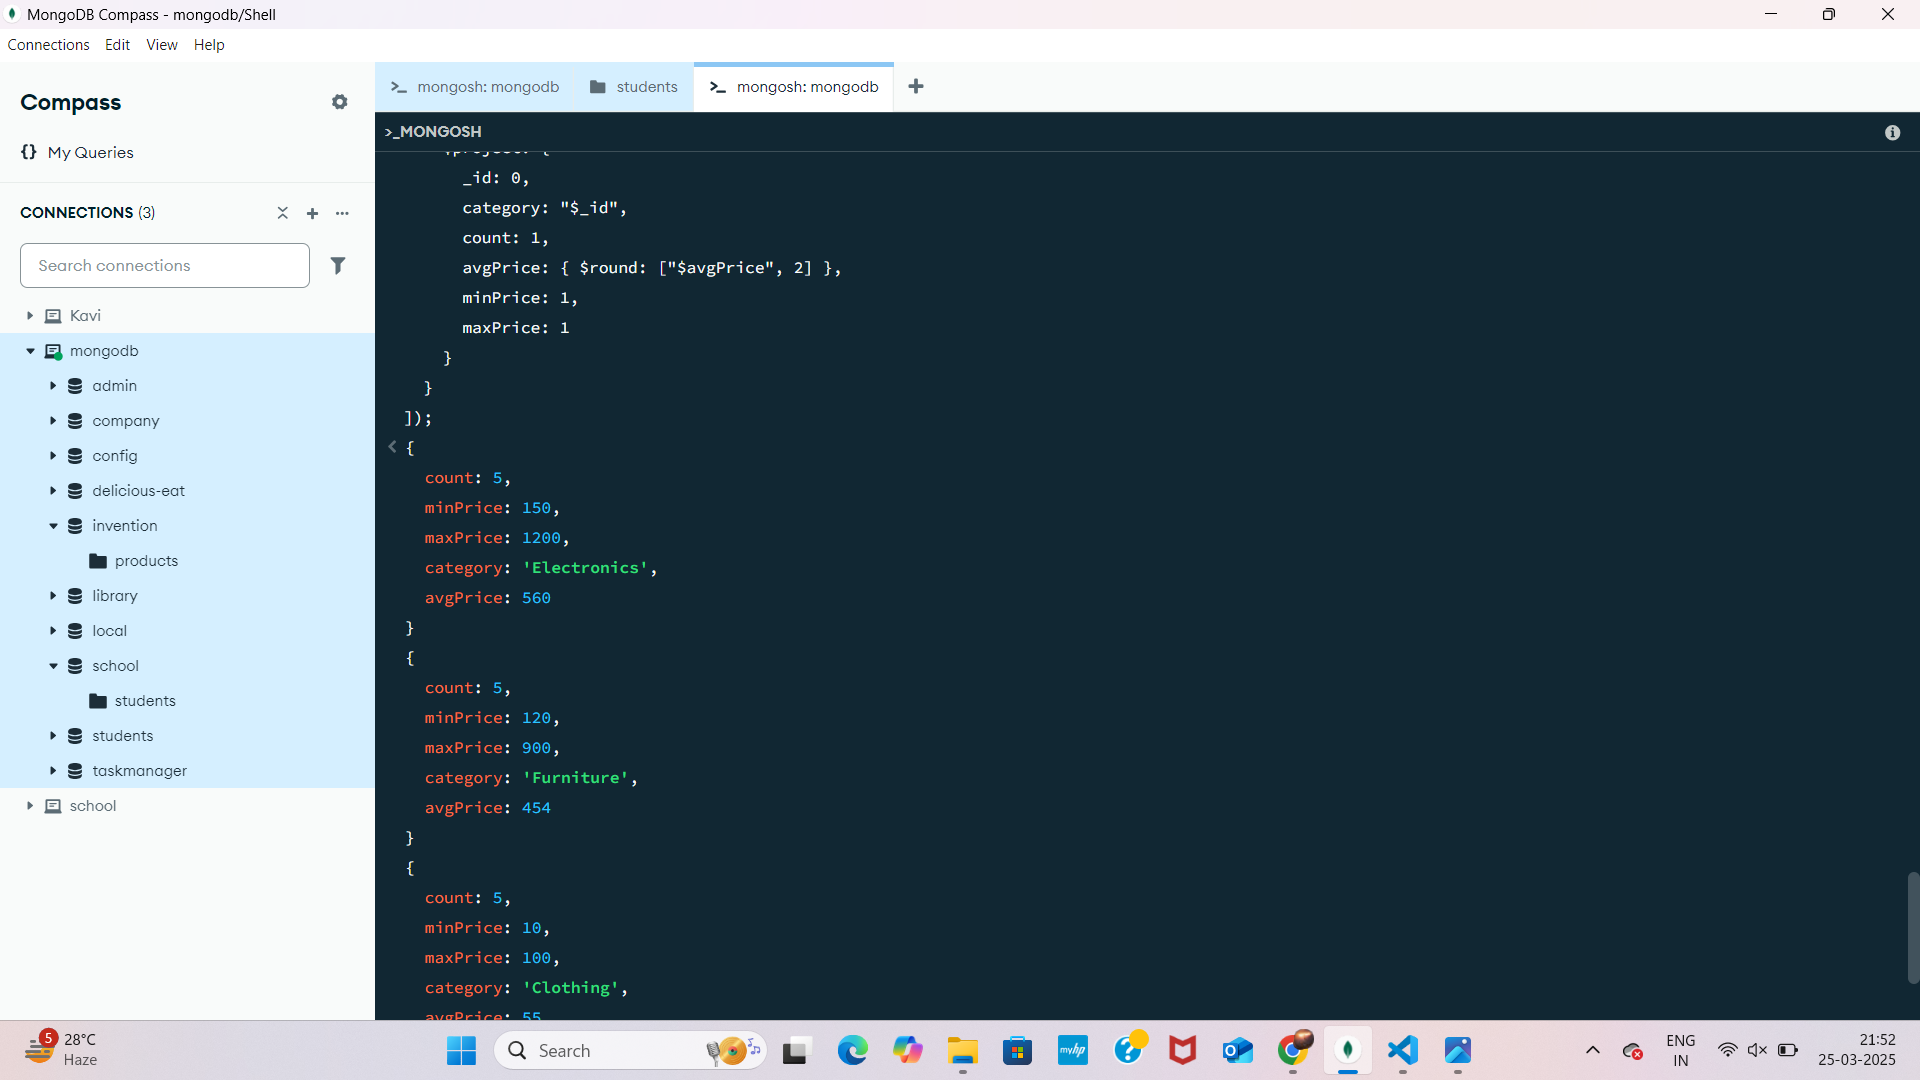 MongoDB Compass - mongodb/Shell
Connections Edit View Help
Compass
My Queries
CONNECTIONS (3)
Search connections
Kavi
mongodb
admin
company
config
delicious-eat
invention
products
library
local
school
students
students
taskmanager
school
>_ mongosh: mongodb students >_ mongosh: mongodb
>_MONGOSH
$project: {
_id: 0,
category: "$_id",
count: 1,
avgPrice: { $round: ["$avgPrice", 2] },
minPrice: 1,
maxPrice: 1
}
}
]);
{
count: 5,
minPrice: 150,
maxPrice: 1200,
category: 'Electronics',
avgPrice: 560
}
{
count: 5,
minPrice: 120,
maxPrice: 900,
category: 'Furniture',
avgPrice: 454
}
{
count: 5,
minPrice: 10,
maxPrice: 100,
category: 'Clothing',
avgPrice: 55
5
28°C
Haze
Search
myhp
ENG
IN
21:52
25-03-2025